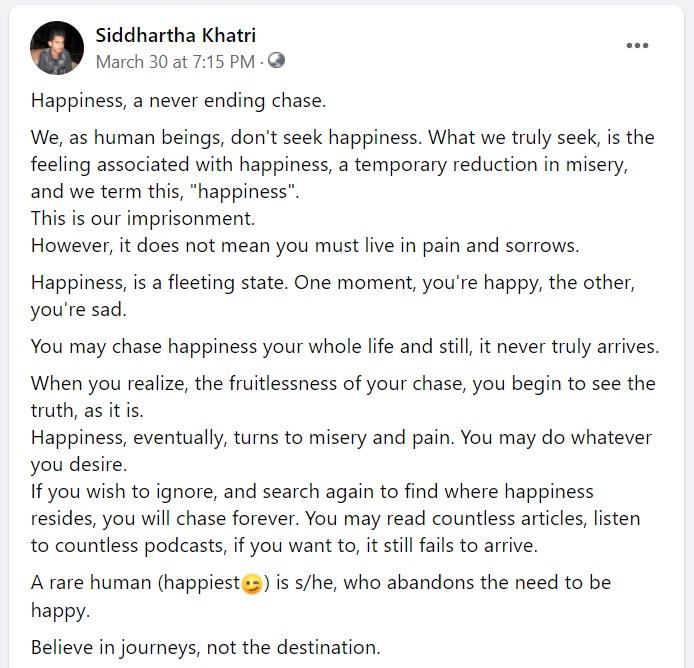 Siddhartha Khatri
March 30 at 7:15 PM ·
Happiness, a never ending chase.
We, as human beings, don't seek happiness. What we truly seek, is the
feeling associated with happiness, a temporary reduction in misery,
and we term this, "happiness".
This is our imprisonment.
However, it does not mean you must live in pain and sorrows.
Happiness, is a fleeting state. One moment, you're happy, the other,
you're sad.
You may chase happiness your whole life and still, it never truly arrives.
When you realize, the fruitlessness of your chase, you begin to see the
truth, as it is.
Happiness, eventually, turns to misery and pain. You may do whatever
you desire.
If you wish to ignore, and search again to find where happiness
resides, you will chase forever. You may read countless articles, listen
to countless podcasts, if you want to, it still fails to arrive.
A rare human (happiest😉) is s/he, who abandons the need to be
happy.
Believe in journeys, not the destination.